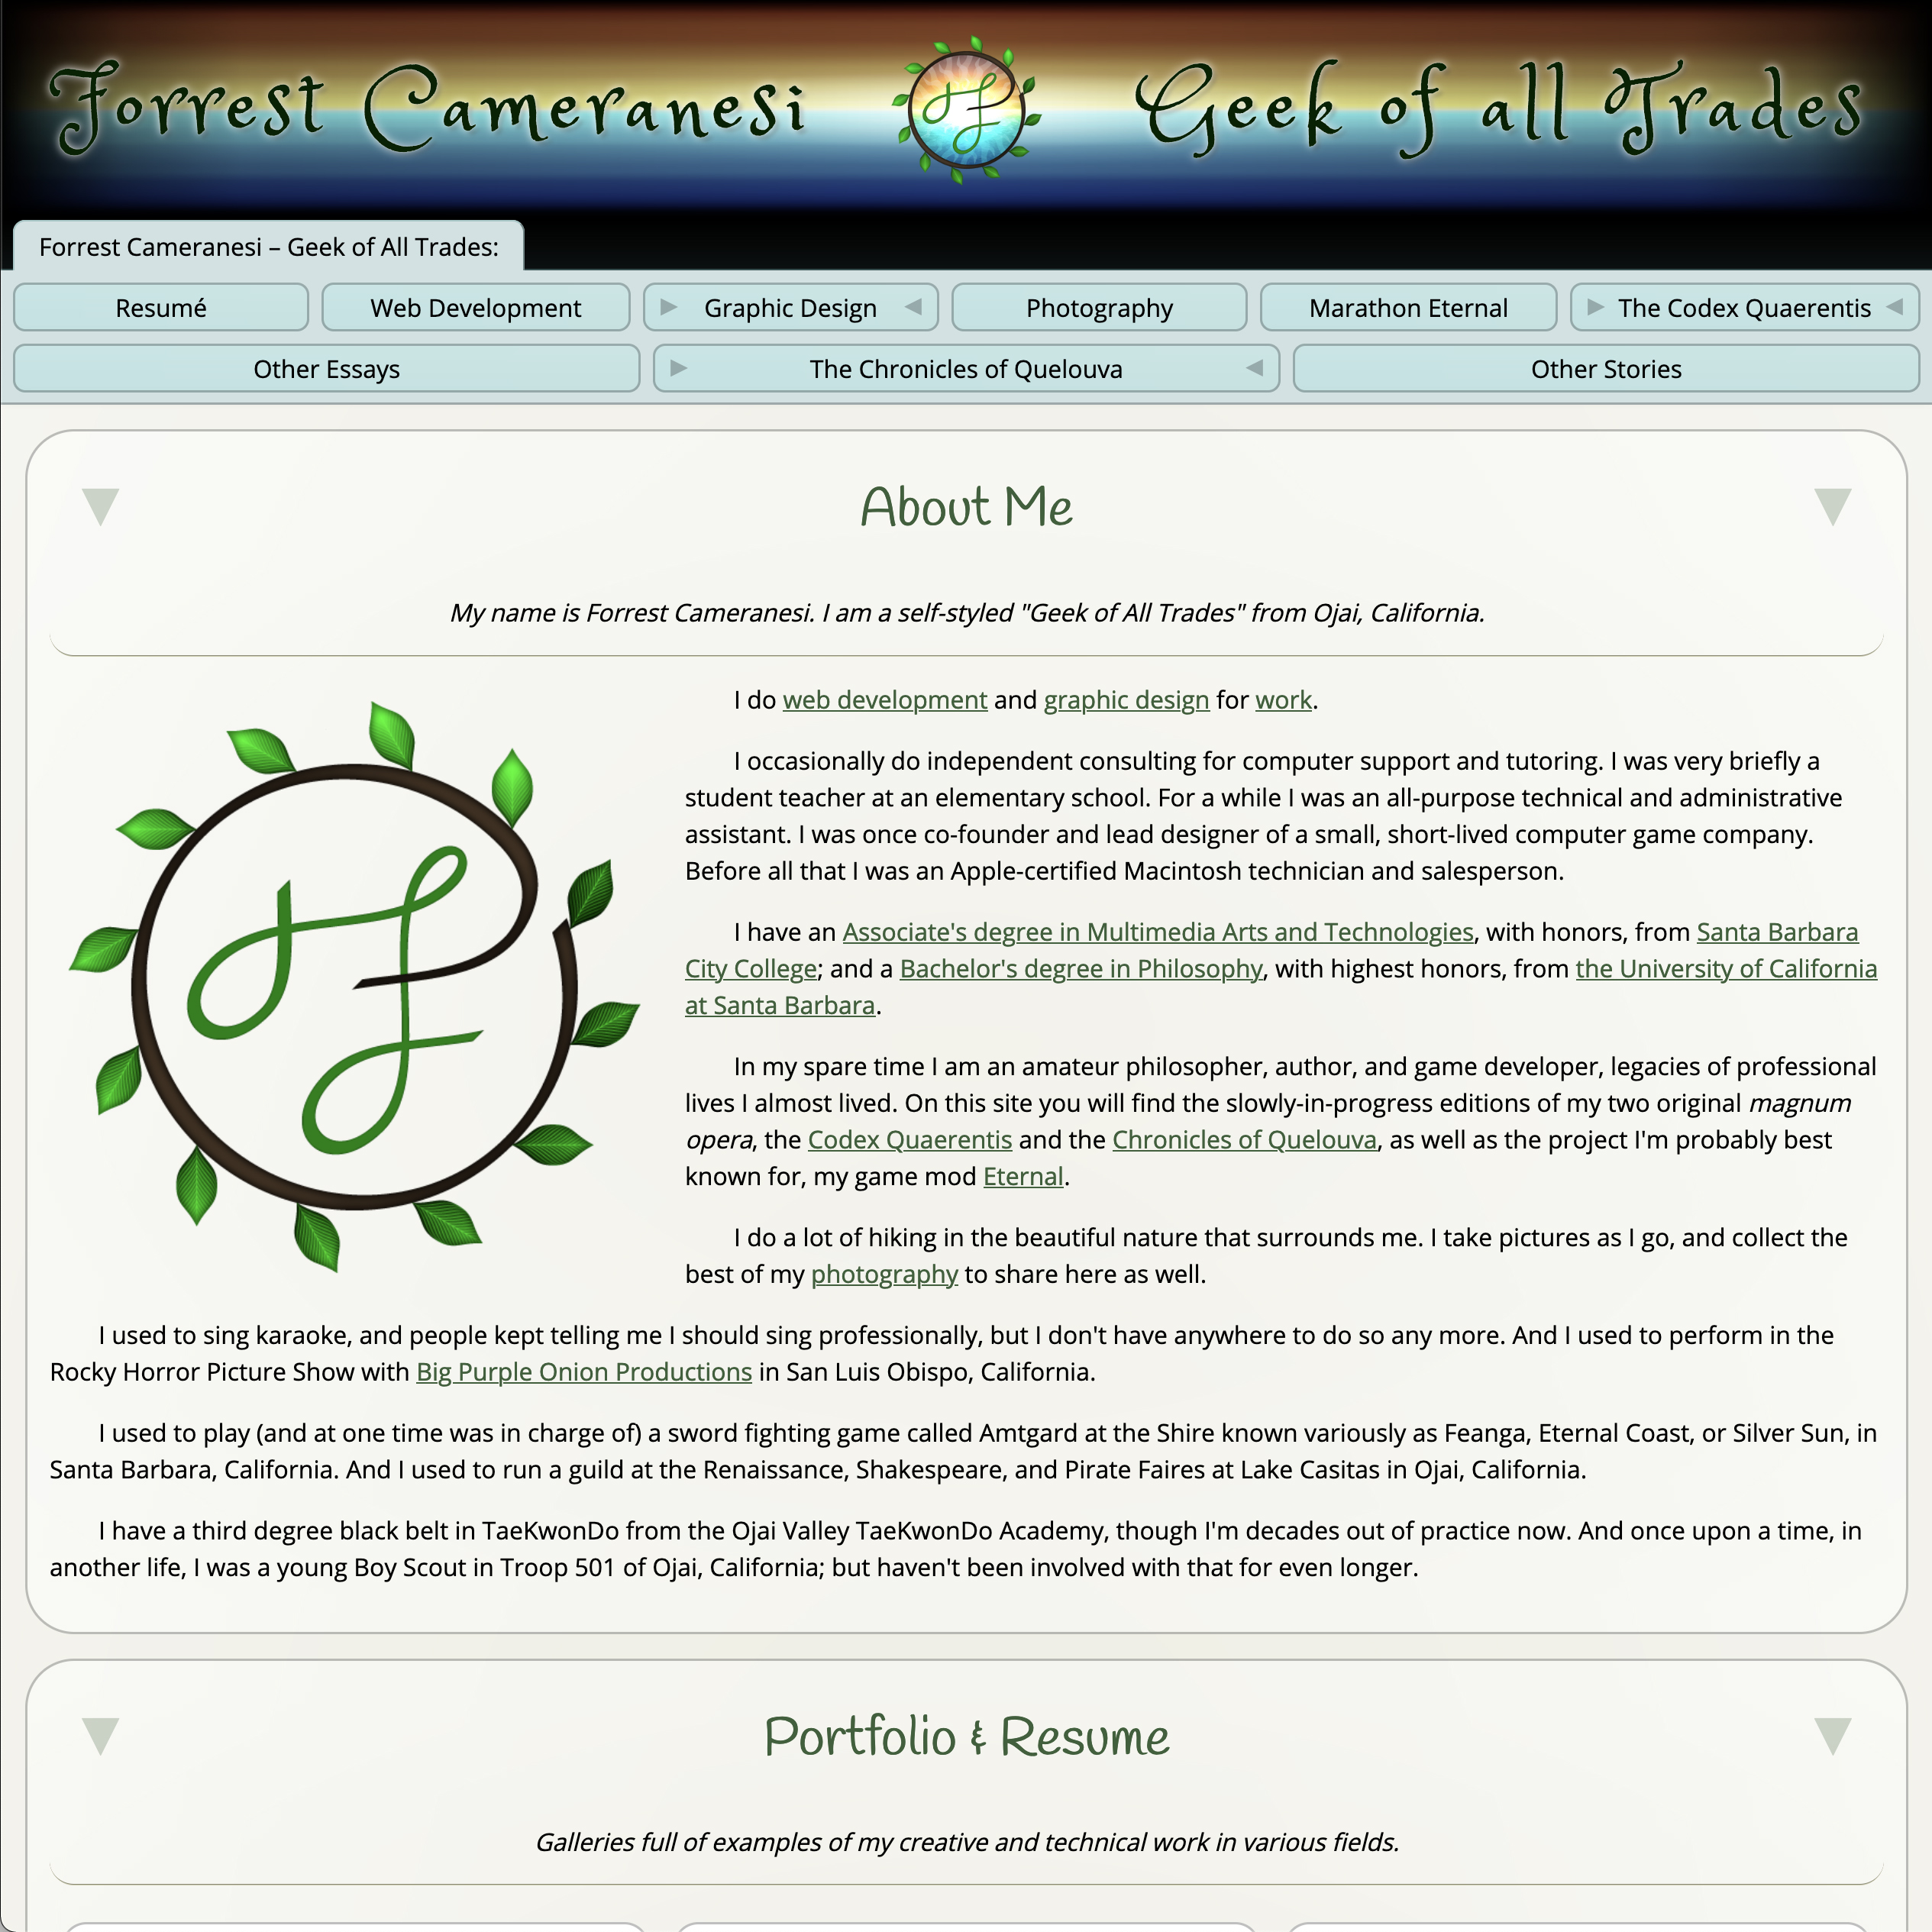 Forrest Cameranesi Geek of all Trades
Forrest Cameranesi – Geek of All Trades:
Resumé Web Development Graphic Design Photography Marathon Eternal The Codex Quaerentis
Other Essays The Chronicles of Quelouva Other Stories
About Me
My name is Forrest Cameranesi. I am a self-styled "Geek of All Trades" from Ojai, California.
I do web development and graphic design for work.
I occasionally do independent consulting for computer support and tutoring. I was very briefly a
student teacher at an elementary school. For a while I was an all-purpose technical and administrative
assistant. I was once co-founder and lead designer of a small, short-lived computer game company.
Before all that I was an Apple-certified Macintosh technician and salesperson.
I have an Associate's degree in Multimedia Arts and Technologies, with honors, from Santa Barbara
City College; and a Bachelor's degree in Philosophy, with highest honors, from the University of California
at Santa Barbara.
In my spare time I am an amateur philosopher, author, and game developer, legacies of professional
lives I almost lived. On this site you will find the slowly-in-progress editions of my two original magnum
opera, the Codex Quaerentis and the Chronicles of Quelouva, as well as the project I'm probably best
known for, my game mod Eternal.
I do a lot of hiking in the beautiful nature that surrounds me. I take pictures as I go, and collect the
best of my photography to share here as well.
I used to sing karaoke, and people kept telling me I should sing professionally, but I don't have anywhere to do so any more. And I used to perform in the
Rocky Horror Picture Show with Big Purple Onion Productions in San Luis Obispo, California.
I used to play (and at one time was in charge of) a sword fighting game called Amtgard at the Shire known variously as Feanga, Eternal Coast, or Silver Sun, in
Santa Barbara, California. And I used to run a guild at the Renaissance, Shakespeare, and Pirate Faires at Lake Casitas in Ojai, California.
I have a third degree black belt in TaeKwonDo from the Ojai Valley TaeKwonDo Academy, though I'm decades out of practice now. And once upon a time, in
another life, I was a young Boy Scout in Troop 501 of Ojai, California; but haven't been involved with that for even longer.
Portfolio & Resume
Galleries full of examples of my creative and technical work in various fields.